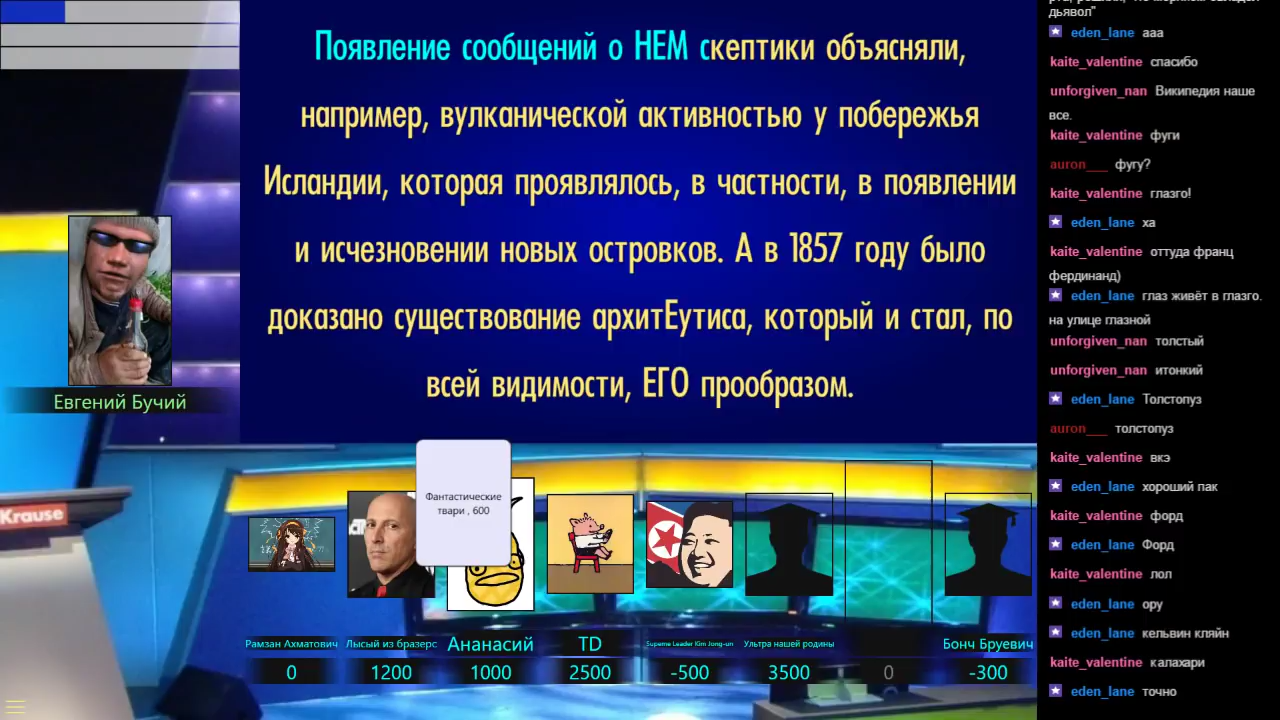 Появление сообщений о НЕМ скептики объясняли,
например, вулканической активностью у побережья
Исландии, которая проявлялось, в частности, в появлении
и исчезновении новых островков. А в 1857 году было
доказано существование архитЕутиса, который и стал, по
всей видимости, ЕГО прообразом.
Евгений Бучий
Krause
Фантастические
твари , 600
Рамзан Ахматович
Лысый из бразерс
Ананасий
TD
Supeme Leader Kim Jong-un
Ультра нашей родины
Бонч Бруевич
0
1200
1000
2500
-500
3500
0
-300
дьявол"
eden_lane ааа
kaite_valentine спасибо
unforgiven_nan Википедия наше
все.
kaite_valentine фуги
auron___ фугу?
kaite_valentine глазго!
eden_lane ха
kaite_valentine оттуда франц
фердинанд)
eden_lane глаз живёт в глазго.
на улице глазной
unforgiven_nan толстый
unforgiven_nan итонкий
eden_lane Толстопуз
auron___ толстопуз
kaite_valentine вкэ
eden_lane хороший пак
kaite_valentine форд
eden_lane Форд
kaite_valentine лол
eden_lane ору
eden_lane кельвин кляйн
kaite_valentine калахари
eden_lane точно